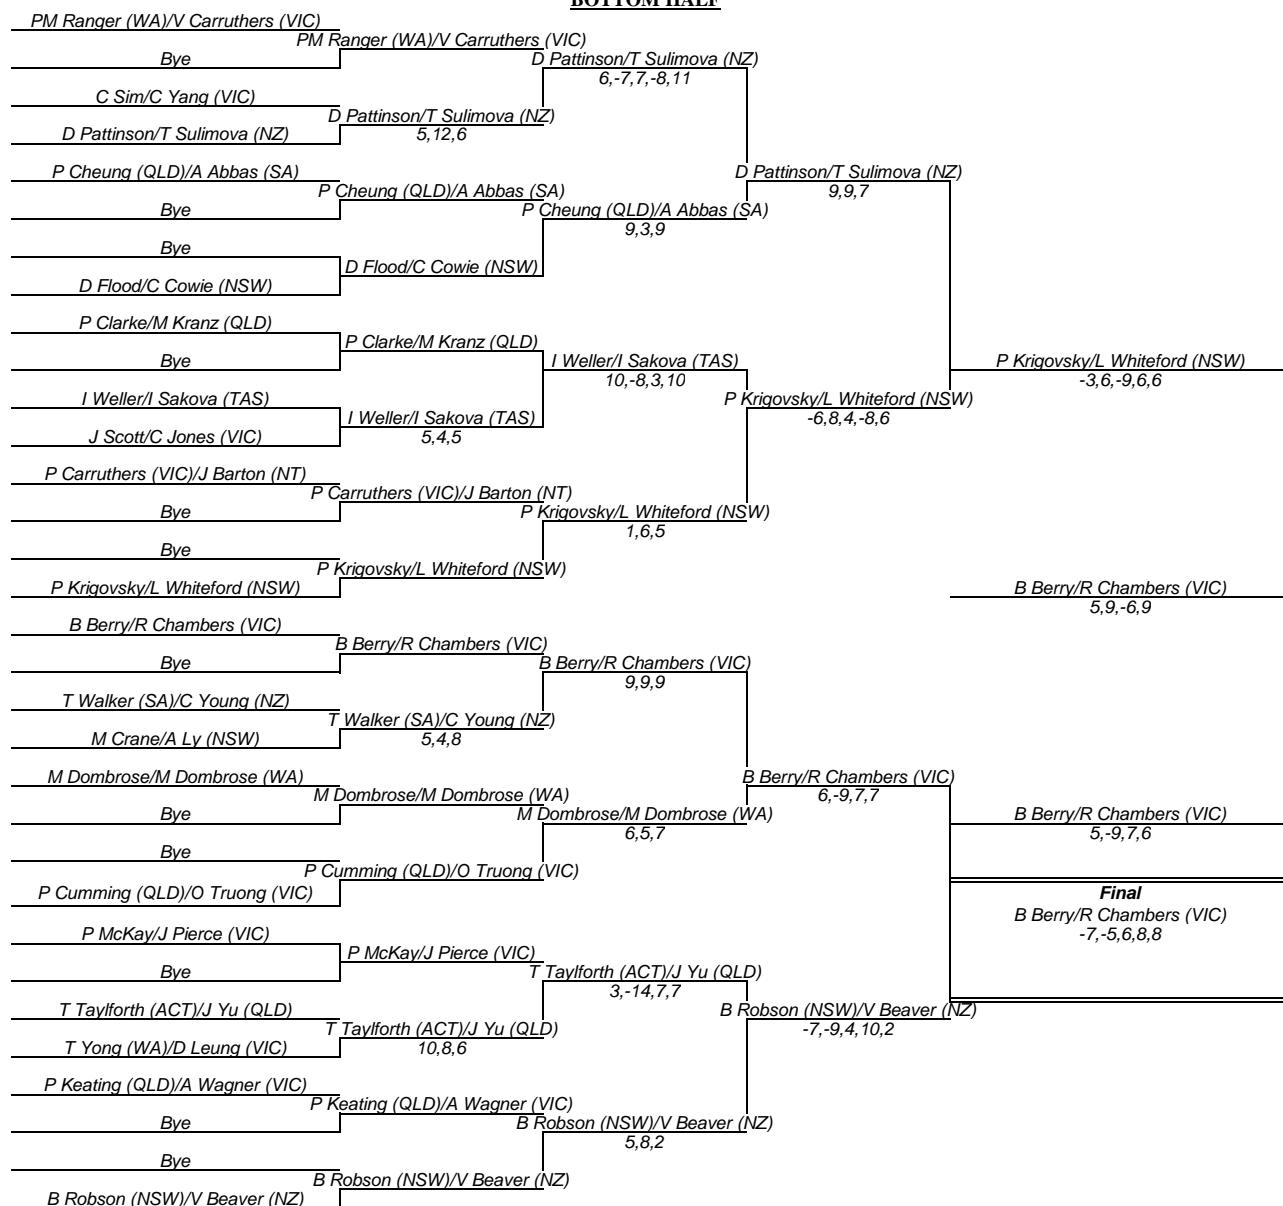 BOTTOM HALF
PM Ranger (WA)/V Carruthers (VIC)
PM Ranger (WA)/V Carruthers (VIC)
Bye
D Pattinson/T Sulimova (NZ)
6,-7,7,-8,11
C Sim/C Yang (VIC)
D Pattinson/T Sulimova (NZ)
5,12,6
D Pattinson/T Sulimova (NZ)
P Cheung (QLD)/A Abbas (SA)
D Pattinson/T Sulimova (NZ)
9,9,7
P Cheung (QLD)/A Abbas (SA)
Bye
P Cheung (QLD)/A Abbas (SA)
9,3,9
Bye
D Flood/C Cowie (NSW)
D Flood/C Cowie (NSW)
P Clarke/M Kranz (QLD)
P Clarke/M Kranz (QLD)
Bye
I Weller/I Sakova (TAS)
10,-8,3,10
P Krigovsky/L Whiteford (NSW)
-3,6,-9,6,6
I Weller/I Sakova (TAS)
P Krigovsky/L Whiteford (NSW)
-6,8,4,-8,6
I Weller/I Sakova (TAS)
5,4,5
J Scott/C Jones (VIC)
P Carruthers (VIC)/J Barton (NT)
P Carruthers (VIC)/J Barton (NT)
Bye
P Krigovsky/L Whiteford (NSW)
1,6,5
Bye
P Krigovsky/L Whiteford (NSW)
P Krigovsky/L Whiteford (NSW)
B Berry/R Chambers (VIC)
5,9,-6,9
B Berry/R Chambers (VIC)
B Berry/R Chambers (VIC)
Bye
B Berry/R Chambers (VIC)
9,9,9
T Walker (SA)/C Young (NZ)
T Walker (SA)/C Young (NZ)
5,4,8
M Crane/A Ly (NSW)
M Dombrose/M Dombrose (WA)
B Berry/R Chambers (VIC)
6,-9,7,7
M Dombrose/M Dombrose (WA)
Bye
M Dombrose/M Dombrose (WA)
6,5,7
B Berry/R Chambers (VIC)
5,-9,7,6
Bye
P Cumming (QLD)/O Truong (VIC)
P Cumming (QLD)/O Truong (VIC)
Final
B Berry/R Chambers (VIC)
-7,-5,6,8,8
P McKay/J Pierce (VIC)
P McKay/J Pierce (VIC)
Bye
T Taylforth (ACT)/J Yu (QLD)
3,-14,7,7
T Taylforth (ACT)/J Yu (QLD)
B Robson (NSW)/V Beaver (NZ)
-7,-9,4,10,2
T Taylforth (ACT)/J Yu (QLD)
10,8,6
T Yong (WA)/D Leung (VIC)
P Keating (QLD)/A Wagner (VIC)
P Keating (QLD)/A Wagner (VIC)
Bye
B Robson (NSW)/V Beaver (NZ)
5,8,2
Bye
B Robson (NSW)/V Beaver (NZ)
B Robson (NSW)/V Beaver (NZ)